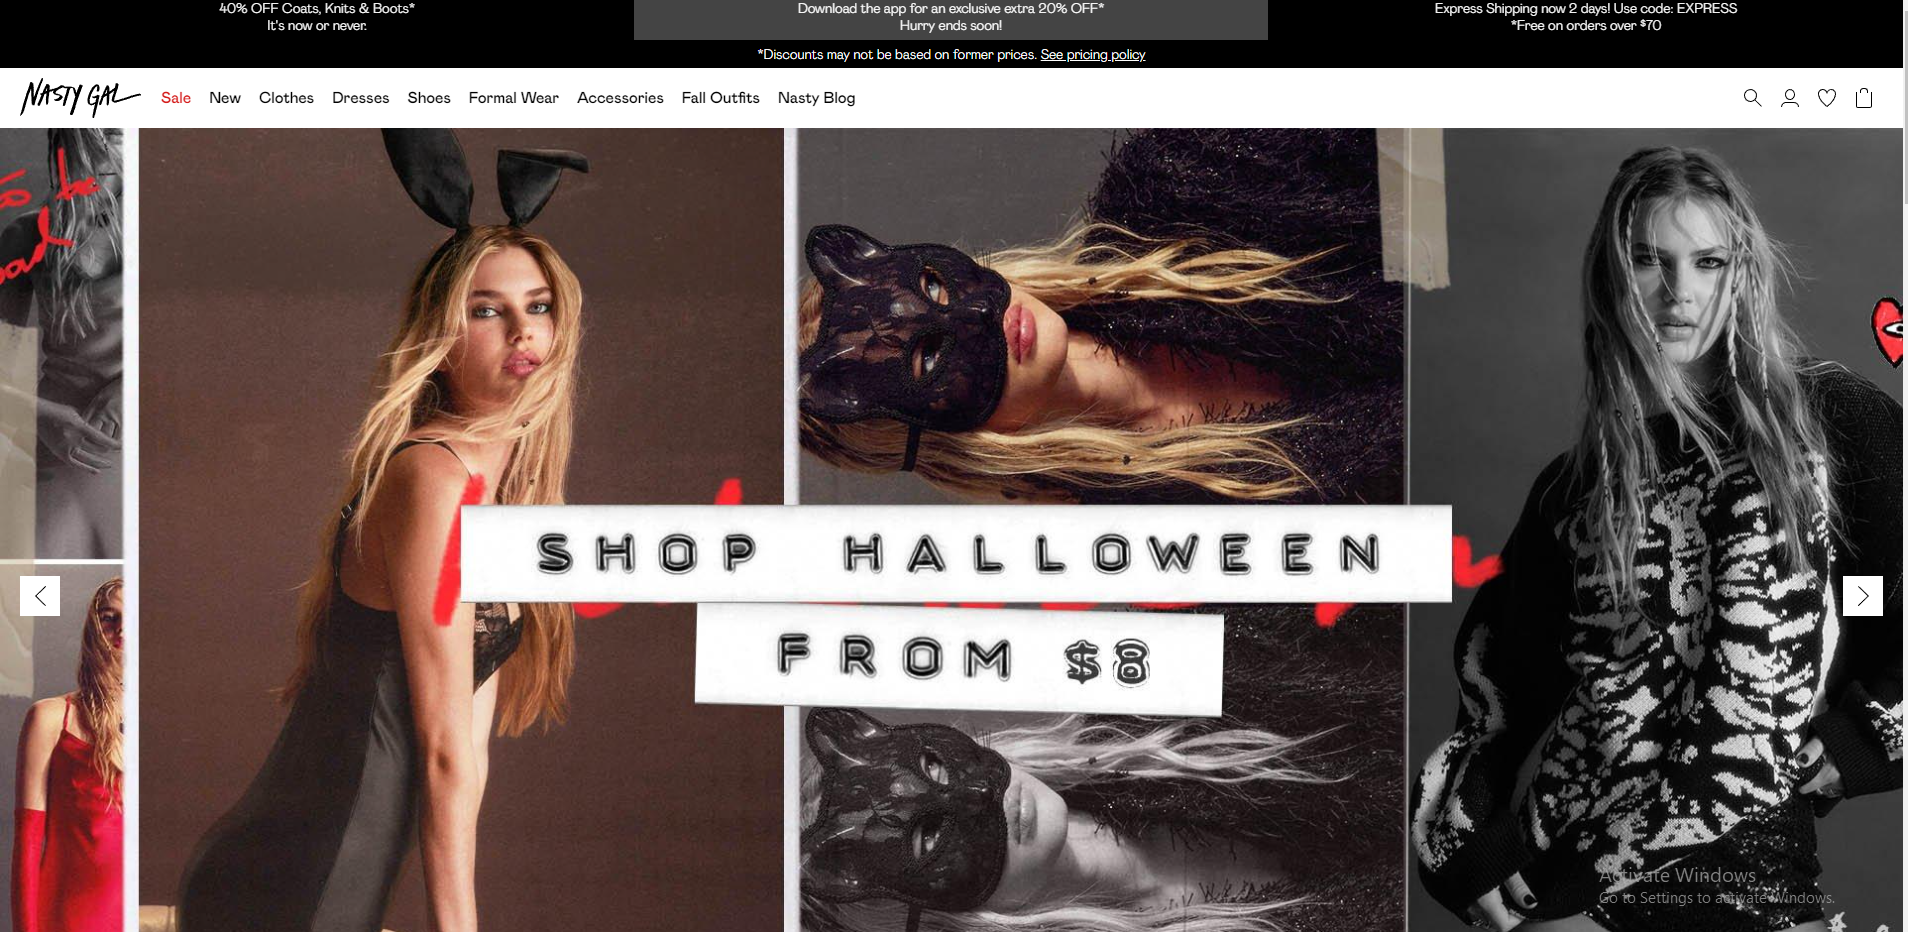 40% OFF Coats, Knits & Boots*
It's now or never.
Download the app for an exclusive extra 20% OFF*
Hurry ends soon!
Express Shipping now 2 days! Use code: EXPRESS
*Free on orders over $70
*Discounts may not be based on former prices. See pricing policy
NASTY GAL
Sale New Clothes Dresses Shoes Formal Wear Accessories Fall Outfits Nasty Blog
to be
bad
SHOP HALLOWEEN
FROM $8
Activate Windows
Go to Settings to activate Windows.